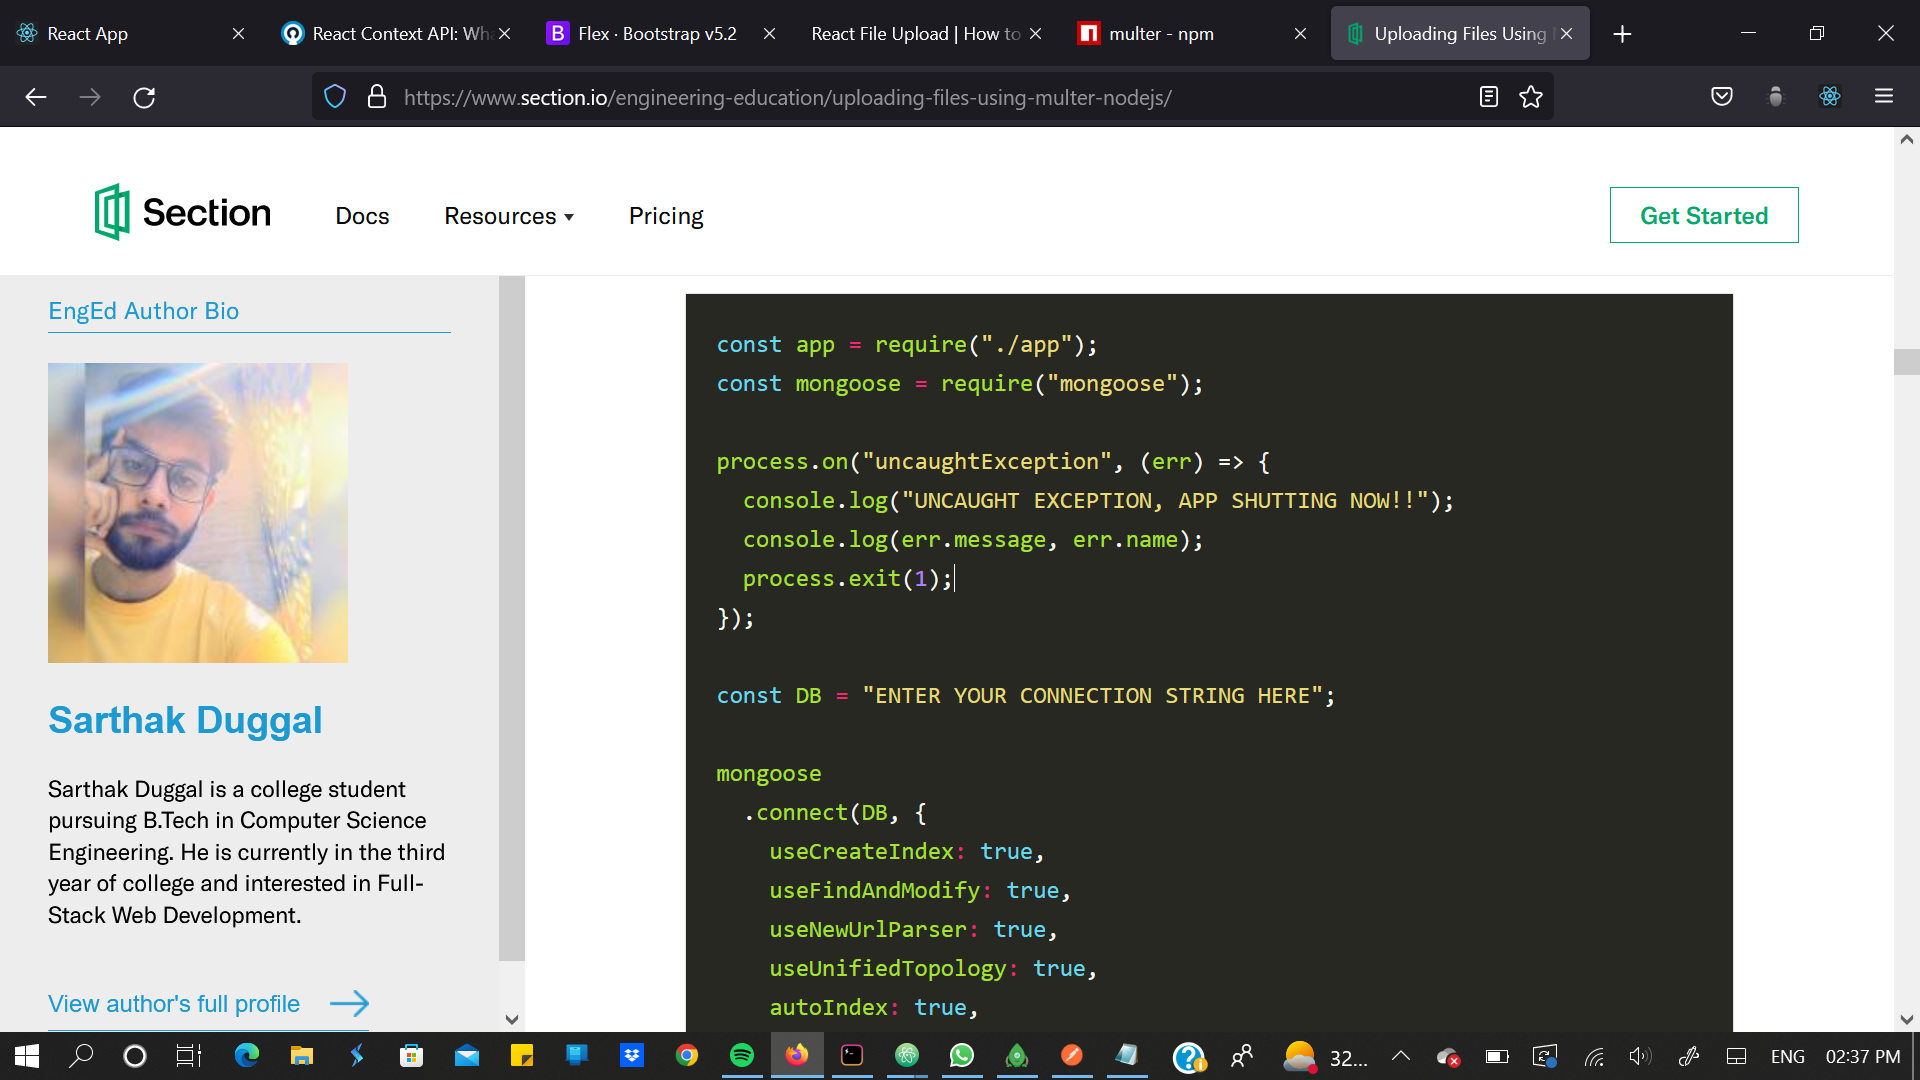 React App
React Context API: Wha
B Flex · Bootstrap v5.2
React File Upload | How to
multer - npm
Uploading Files Using
https://www.section.io/engineering-education/uploading-files-using-multer-nodejs/
Section
Docs
Resources
Pricing
Get Started
EngEd Author Bio
Sarthak Duggal
Sarthak Duggal is a college student
pursuing B.Tech in Computer Science
Engineering. He is currently in the third
year of college and interested in Full-
Stack Web Development.
View author's full profile
const app = require("./app");
const mongoose = require("mongoose");
process.on("uncaughtException", (err) => {
console.log("UNCAUGHT EXCEPTION, APP SHUTTING NOW!!");
console.log(err.message, err.name);
process.exit(1);
});
const DB = "ENTER YOUR CONNECTION STRING HERE";
mongoose
.connect(DB, {
useCreateIndex: true,
useFindAndModify: true,
useNewUrlParser: true,
useUnifiedTopology: true,
autoIndex: true,
32...
ENG
02:37 PM